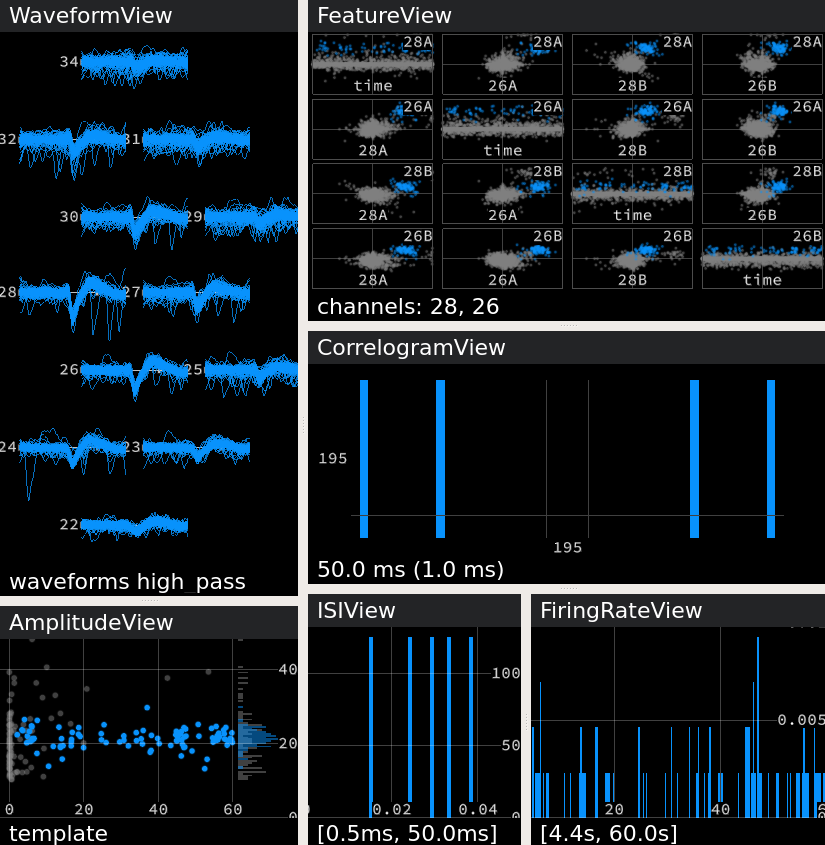 WaveformView
34
32 31
30 29
28 27
26 25
24 23
22
waveforms high_pass
AmplitudeView
40
20
0 20 40 60 0
template
FeatureView
28A 28A 28A 28A
time 26A 28B 26B
26A 26A 26A 26A
28A time 28B 26B
28B 28B 28B 28B
28A 26A time 26B
26B 26B 26B 26B
28A 26A 28B time
channels: 28, 26
CorrelogramView
195
195
50.0 ms (1.0 ms)
ISIView
100
50
0 0.02 0.04 0
[0.5ms, 50.0ms]
FiringRateView
0.005
20 40
[4.4s, 60.0s]